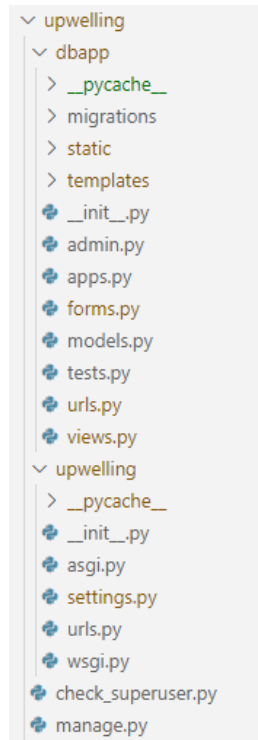 upwelling
dbapp
__pycache__
migrations
static
templates
__init__.py
admin.py
apps.py
forms.py
models.py
tests.py
urls.py
views.py
upwelling
__pycache__
__init__.py
asgi.py
settings.py
urls.py
wsgi.py
check_superuser.py
manage.py